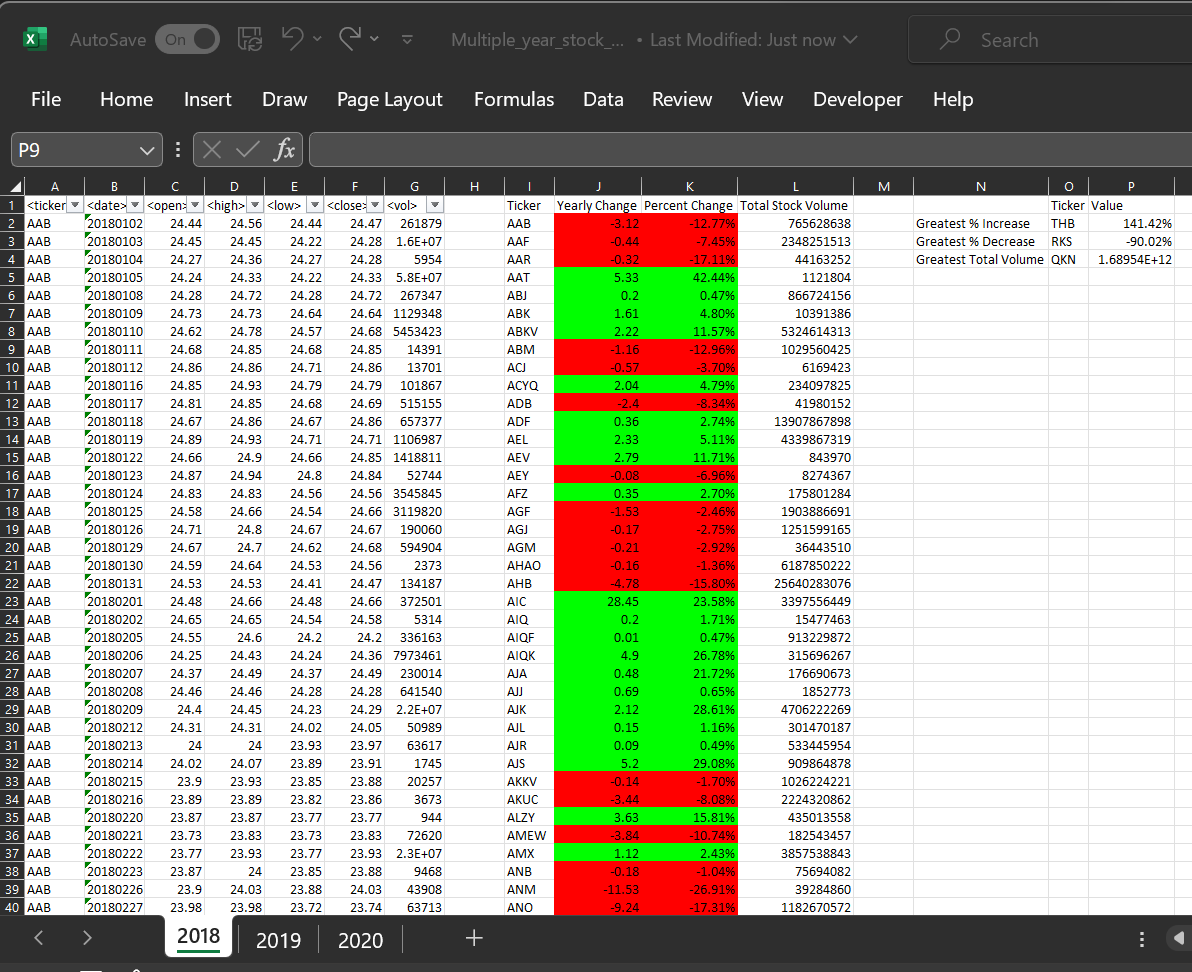 AutoSave On Multiple_year_stock_... • Last Modified: Just now Search
File Home Insert Draw Page Layout Formulas Data Review View Developer Help
P9 fx
A B C D E F G H I J K L M N O P
1 <ticker <date> <open> <high> <low> <close> <vol> Ticker Yearly Change Percent Change Total Stock Volume Ticker Value
2 AAB 20180102 24.44 24.56 24.44 24.47 261879 AAB -3.12 -12.77% 765628638 Greatest % Increase THB 141.42%
3 AAB 20180103 24.45 24.45 24.22 24.28 1.6E+07 AAF -0.44 -7.45% 2348251513 Greatest % Decrease RKS -90.02%
4 AAB 20180104 24.27 24.36 24.27 24.28 5954 AAR -0.32 -17.11% 44163252 Greatest Total Volume QKN 1.68954E+12
5 AAB 20180105 24.24 24.33 24.22 24.33 5.8E+07 AAT 5.33 42.44% 1121804
6 AAB 20180108 24.28 24.72 24.28 24.72 267347 ABJ 0.2 0.47% 866724156
7 AAB 20180109 24.73 24.73 24.64 24.64 1129348 ABK 1.61 4.80% 10391386
8 AAB 20180110 24.62 24.78 24.57 24.68 5453423 ABKV 2.22 11.57% 5324614313
9 AAB 20180111 24.68 24.85 24.68 24.85 14391 ABM -1.16 -12.96% 1029560425
10 AAB 20180112 24.86 24.86 24.71 24.86 13701 ACJ -0.57 -3.70% 6169423
11 AAB 20180116 24.85 24.93 24.79 24.79 101867 ACYQ 2.04 4.79% 234097825
12 AAB 20180117 24.81 24.85 24.68 24.69 515155 ADB -2.4 -8.34% 41980152
13 AAB 20180118 24.67 24.86 24.67 24.86 657377 ADF 0.36 2.74% 13907867898
14 AAB 20180119 24.89 24.93 24.71 24.71 1106987 AEL 2.33 5.11% 4339867319
15 AAB 20180122 24.66 24.9 24.66 24.85 1418811 AEV 2.79 11.71% 843970
16 AAB 20180123 24.87 24.94 24.8 24.84 52744 AEY -0.08 -6.96% 8274367
17 AAB 20180124 24.83 24.83 24.56 24.56 3545845 AFZ 0.35 2.70% 175801284
18 AAB 20180125 24.58 24.66 24.54 24.66 3119820 AGF -1.53 -2.46% 1903886691
19 AAB 20180126 24.71 24.8 24.67 24.67 190060 AGJ -0.17 -2.75% 1251599165
20 AAB 20180129 24.67 24.7 24.62 24.68 594904 AGM -0.21 -2.92% 36443510
21 AAB 20180130 24.59 24.64 24.53 24.56 2373 AHAO -0.16 -1.36% 6187850222
22 AAB 20180131 24.53 24.53 24.41 24.47 134187 AHB -4.78 -15.80% 25640283076
23 AAB 20180201 24.48 24.66 24.48 24.66 372501 AIC 28.45 23.58% 3397556449
24 AAB 20180202 24.65 24.65 24.54 24.58 5314 AIQ 0.2 1.71% 15477463
25 AAB 20180205 24.55 24.6 24.2 24.2 336163 AIQF 0.01 0.47% 913229872
26 AAB 20180206 24.25 24.43 24.24 24.36 7973461 AIQK 4.9 26.78% 315696267
27 AAB 20180207 24.37 24.49 24.37 24.49 230014 AJA 0.48 21.72% 176690673
28 AAB 20180208 24.46 24.46 24.28 24.28 641540 AJJ 0.69 0.65% 1852773
29 AAB 20180209 24.4 24.45 24.23 24.29 2.2E+07 AJK 2.12 28.61% 4706222269
30 AAB 20180212 24.31 24.31 24.02 24.05 50989 AJL 0.15 1.16% 301470187
31 AAB 20180213 24 24 23.93 23.97 63617 AJR 0.09 0.49% 533445954
32 AAB 20180214 24.02 24.07 23.89 23.91 1745 AJS 5.2 29.08% 909864878
33 AAB 20180215 23.9 23.93 23.85 23.88 20257 AKKV -0.14 -1.70% 1026224221
34 AAB 20180216 23.89 23.89 23.82 23.86 3673 AKUC -3.44 -8.08% 2224320862
35 AAB 20180220 23.87 23.87 23.77 23.77 944 ALZY 3.63 15.81% 435013558
36 AAB 20180221 23.73 23.83 23.73 23.83 72620 AMEW -3.84 -10.74% 182543457
37 AAB 20180222 23.77 23.93 23.77 23.93 2.3E+07 AMX 1.12 2.43% 3857538843
38 AAB 20180223 23.87 24 23.85 23.88 9468 ANB -0.18 -1.04% 75694082
39 AAB 20180226 23.9 24.03 23.88 24.03 43908 ANM -11.53 -26.91% 39284860
40 AAB 20180227 23.98 23.98 23.72 23.74 63713 ANO -9.24 -17.31% 1182670572
2018 2019 2020